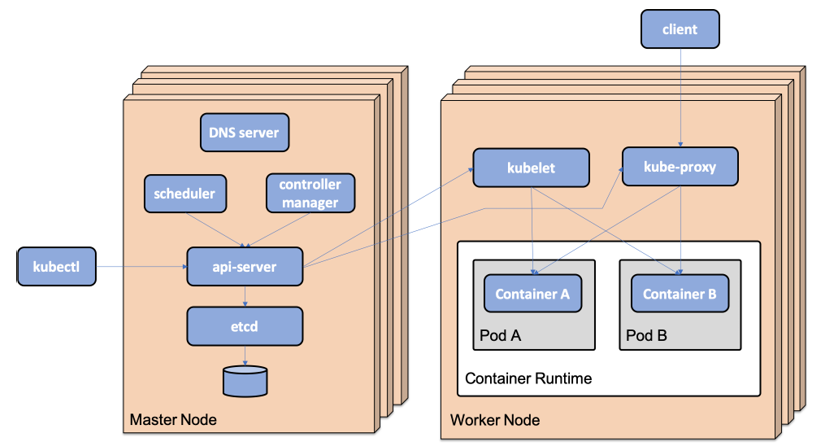 client
DNS server
scheduler
controller
manager
kubectl
api-server
etcd
Master Node
kubelet
kube-proxy
Container A
Container B
Pod A
Pod B
Container Runtime
Worker Node